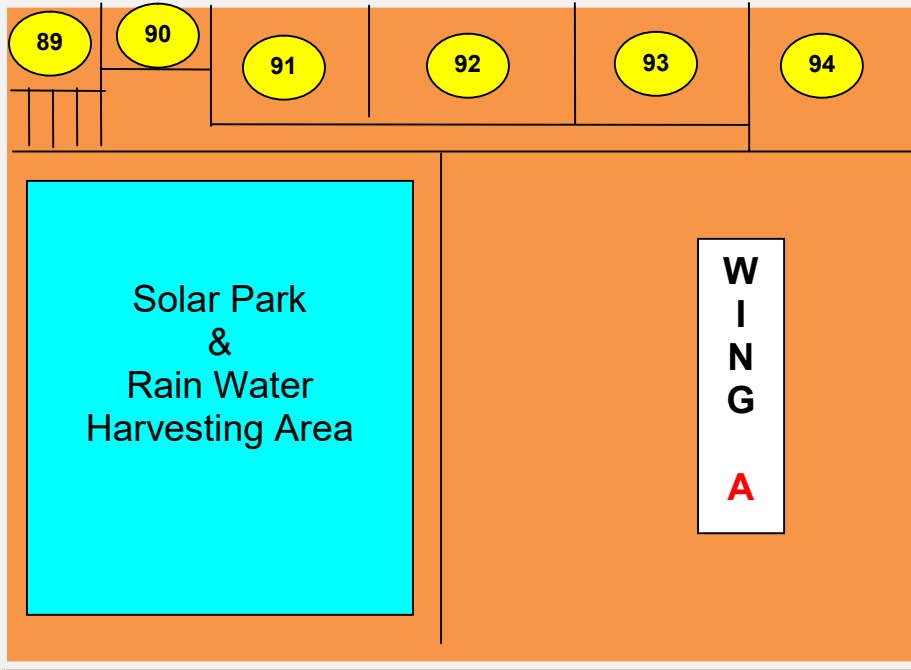 89
90
91
92
93
94
Solar Park
&
Rain Water
Harvesting Area
W
I
N
G
A